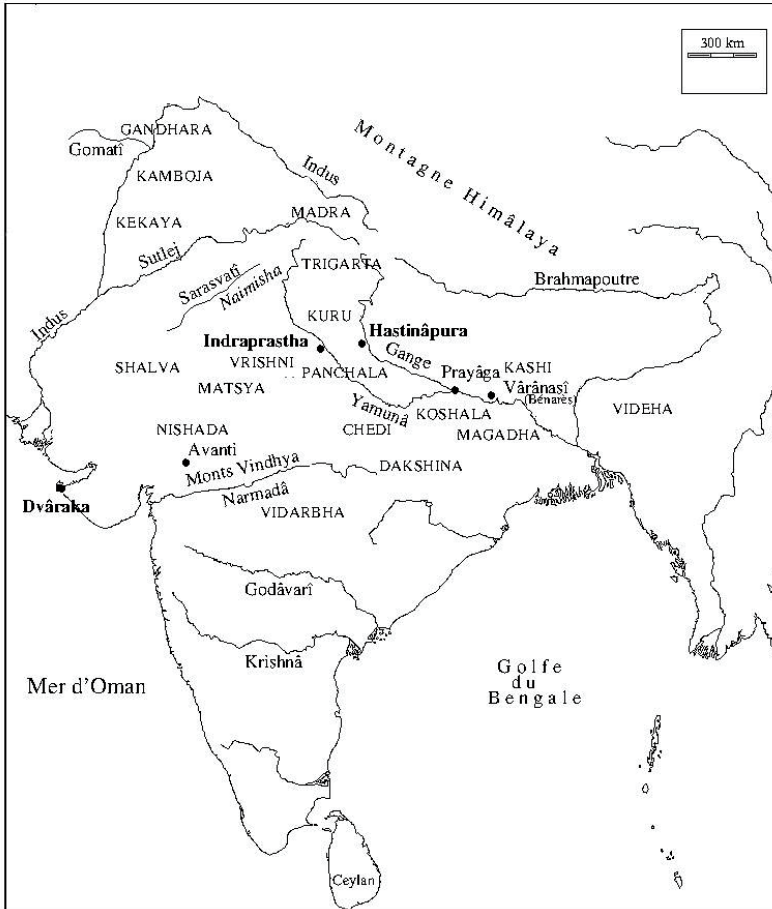 300 km
GANDHARA
Gomatî
Montagne Himâlaya
KAMBOJA
Indus
MADRA
KEKAYA
Sutlej
TRIGARTA
Sarasvatî
Naimisha
Brahmapoutre
Indus
KURU
Hastinâpura
Indraprastha
Gange
VRISHNI
SHALVA
PANCHALA
Prayâga
KASHI
MATSYA
Vârânasî
(Bénarès)
Yamunâ
KOSHALA
VIDEHA
NISHADA
CHEDI
MAGADHA
Avanti
Monts Vindhya
DAKSHINA
Dvâraka
Narmadâ
VIDARBHA
Godâvarî
Krishnâ
Mer d'Oman
Golfe
du
Bengale
Ceylan